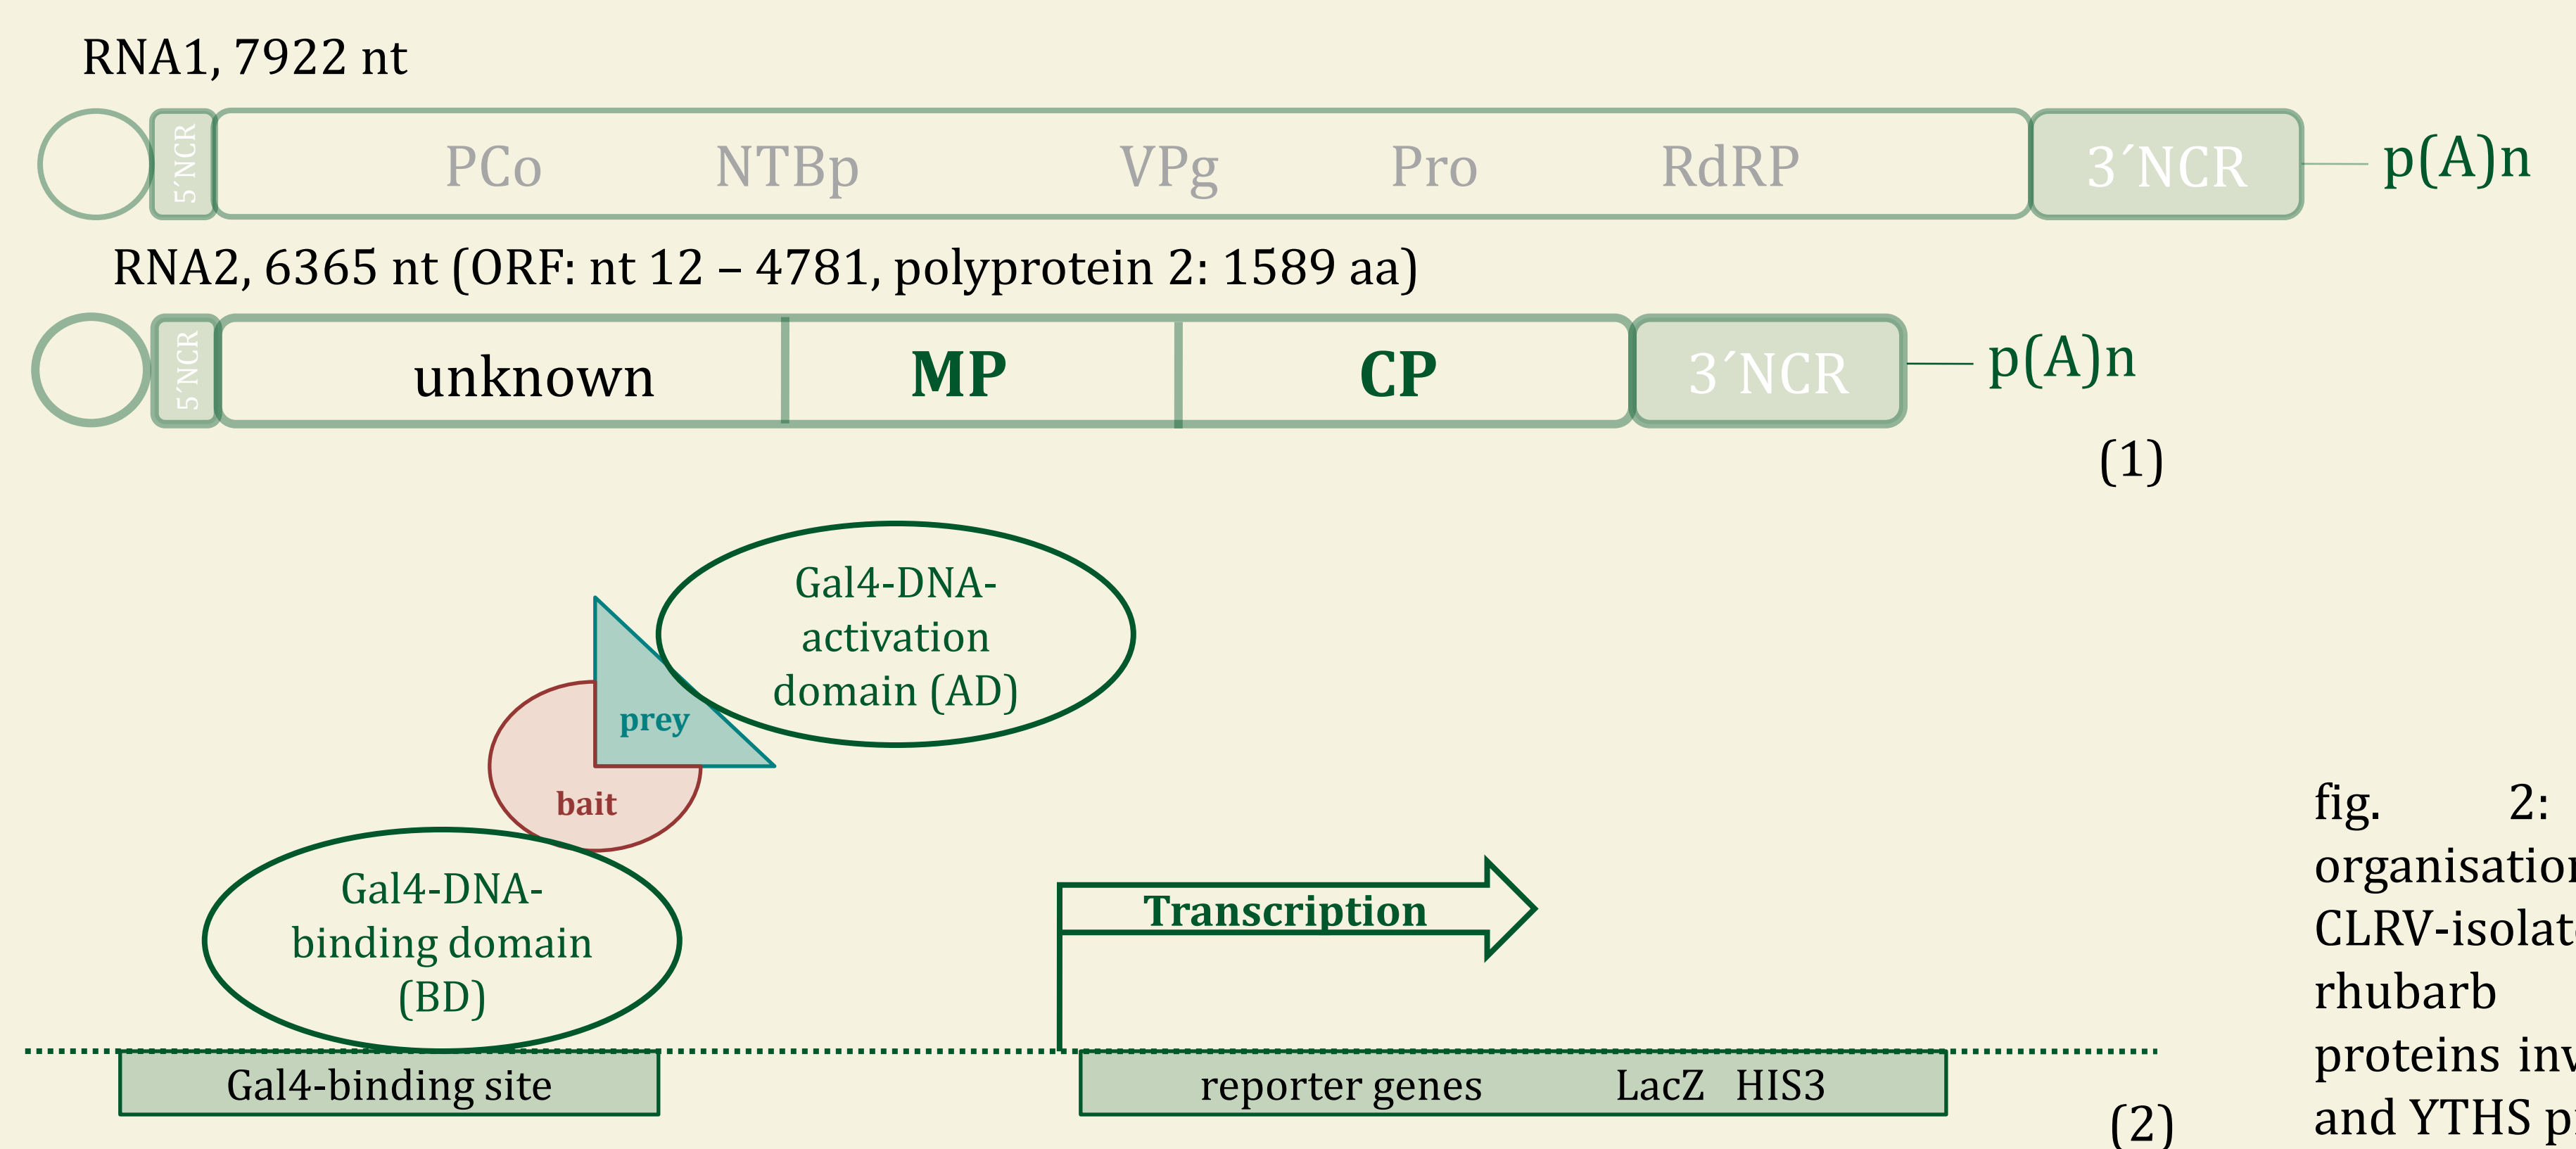 RNA1, 7922 nt
5´NCR PCo NTBp VPg Pro RdRP 3´NCR p(A)n
RNA2, 6365 nt (ORF: nt 12 – 4781, polyprotein 2: 1589 aa)
5´NCR unknown MP CP 3´NCR p(A)n
(1)
Gal4-DNA-
activation
domain (AD)
prey
bait
Gal4-DNA-
binding domain
(BD)
Transcription
Gal4-binding site
reporter genes LacZ HIS3
(2)
fig. 2:
organisation
CLRV-isolate
rhubarb
proteins
and YTHS